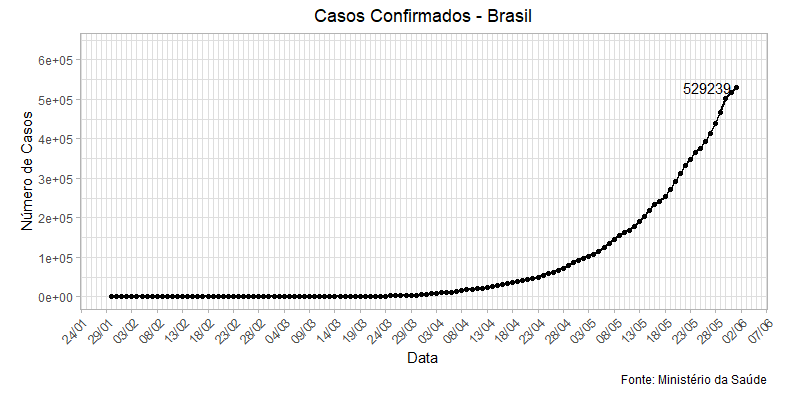 Casos Confirmados - Brasil
Número de Casos
6e+05
5e+05
4e+05
3e+05
2e+05
1e+05
0e+00
529239
24/01
29/01
03/02
08/02
13/02
18/02
23/02
28/02
04/03
09/03
14/03
19/03
24/03
29/03
03/04
08/04
13/04
18/04
23/04
28/04
03/05
08/05
13/05
18/05
23/05
28/05
02/06
07/06
Data
Fonte: Ministério da Saúde